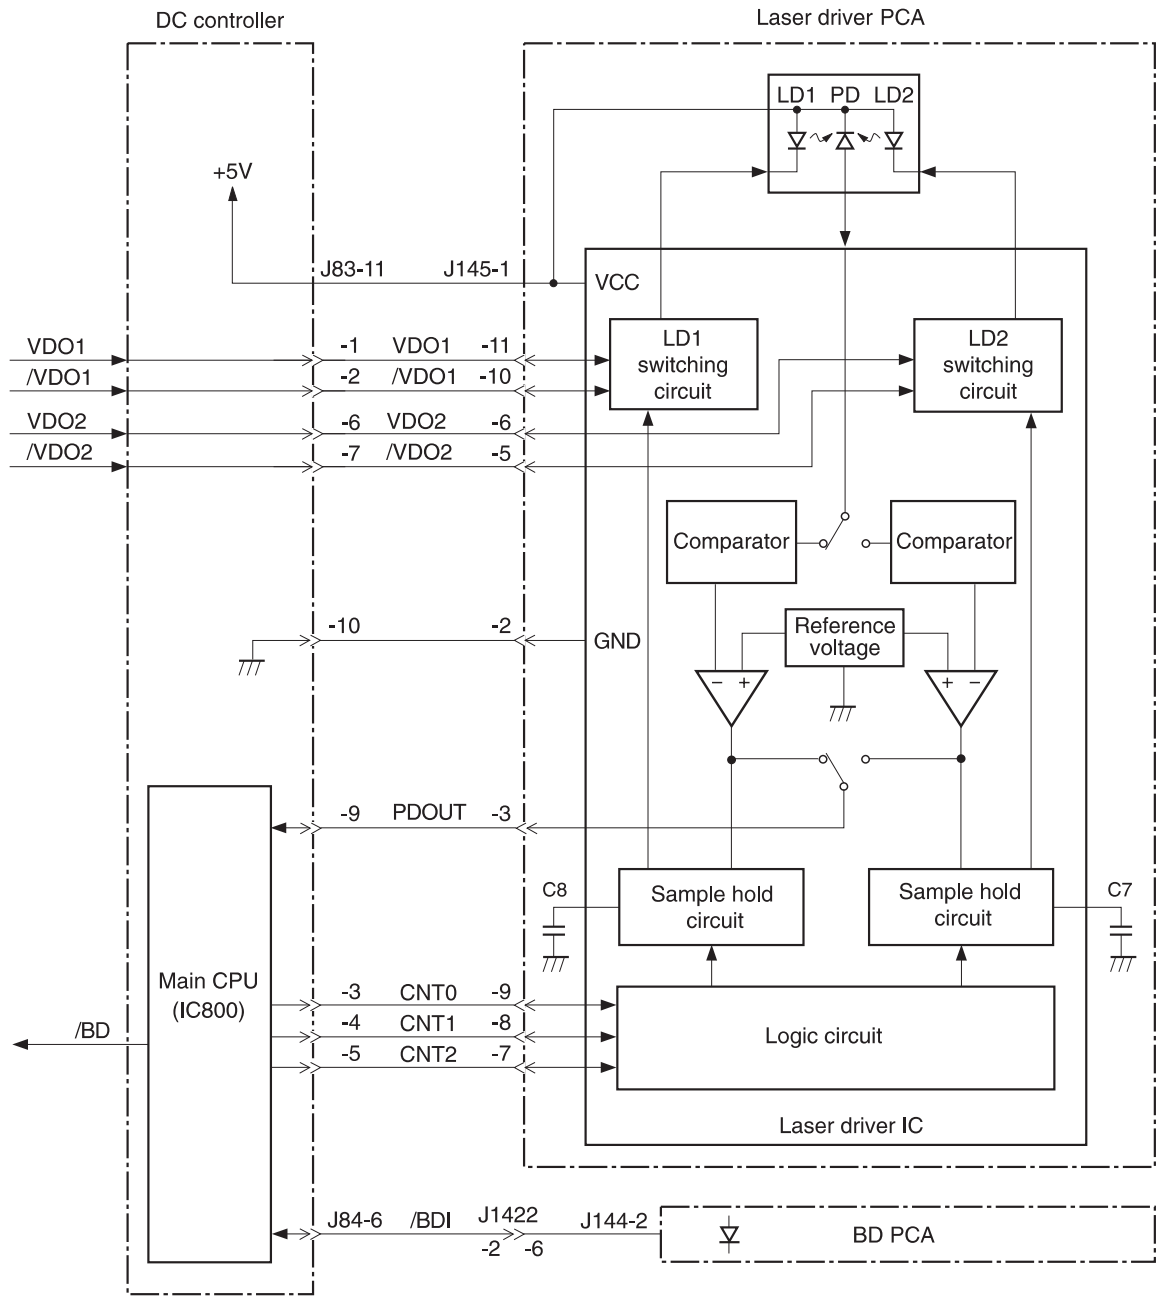 DC controller
Laser driver PCA
LD1 PD LD2
+5V
J83-11 J145-1
VCC
VDO1 -1 VDO1 -11
/VDO1 -2 /VDO1 -10
VDO2 -6 VDO2 -6
/VDO2 -7 /VDO2 -5
LD1
switching
circuit
LD2
switching
circuit
Comparator
Comparator
Reference
voltage
-10 -2 GND
− +
+ −
-9 PDOUT -3
C8
Sample hold
circuit
Sample hold
circuit
C7
Main CPU
(IC800)
-3 CNT0 -9
-4 CNT1 -8
-5 CNT2 -7
Logic circuit
/BD
Laser driver IC
J84-6 /BDI J1422 J144-2
-2 -6
BD PCA